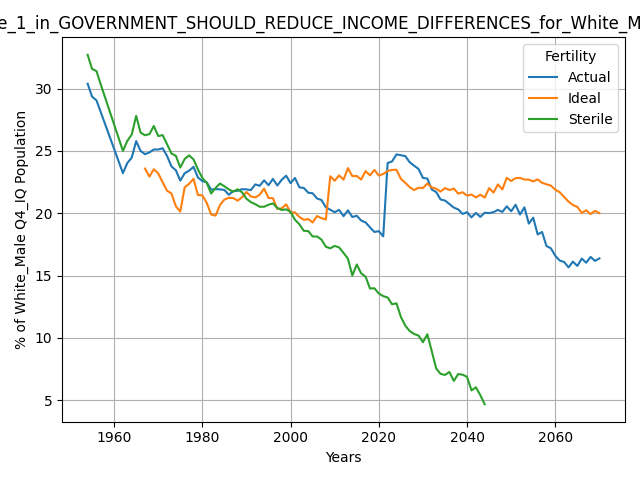 e_1_in_GOVERNMENT_SHOULD_REDUCE_INCOME_DIFFERENCES_for_White_M
Fertility
Actual
Ideal
Sterile
% of White_Male Q4_IQ Population
30
25
20
15
10
5
1960 1980 2000 2020 2040 2060
Years